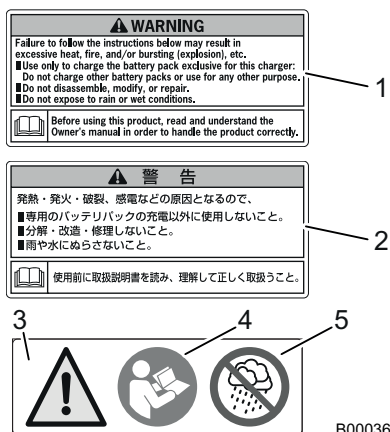 WARNING
Failure to follow the instructions below may result in
excessive heat, fire, and/or bursting (explosion), etc.
■Use only to charge the battery pack exclusive for this charger:
Do not charge other battery packs or use for any other purpose.
■Do not disassemble, modify, or repair.
■Do not expose to rain or wet conditions.
Before using this product, read and understand the
Owner's manual in order to handle the product correctly.
1
警 告
発熱・発火・破裂、感電などの原因となるので、
■専用のバッテリパックの充電以外に使用しないこと。
■分解・改造・修理しないこと。
■雨や水にぬらさないこと。
使用前に取扱説明書を読み、理解して正しく取扱うこと。
2
3
4
5
B00036